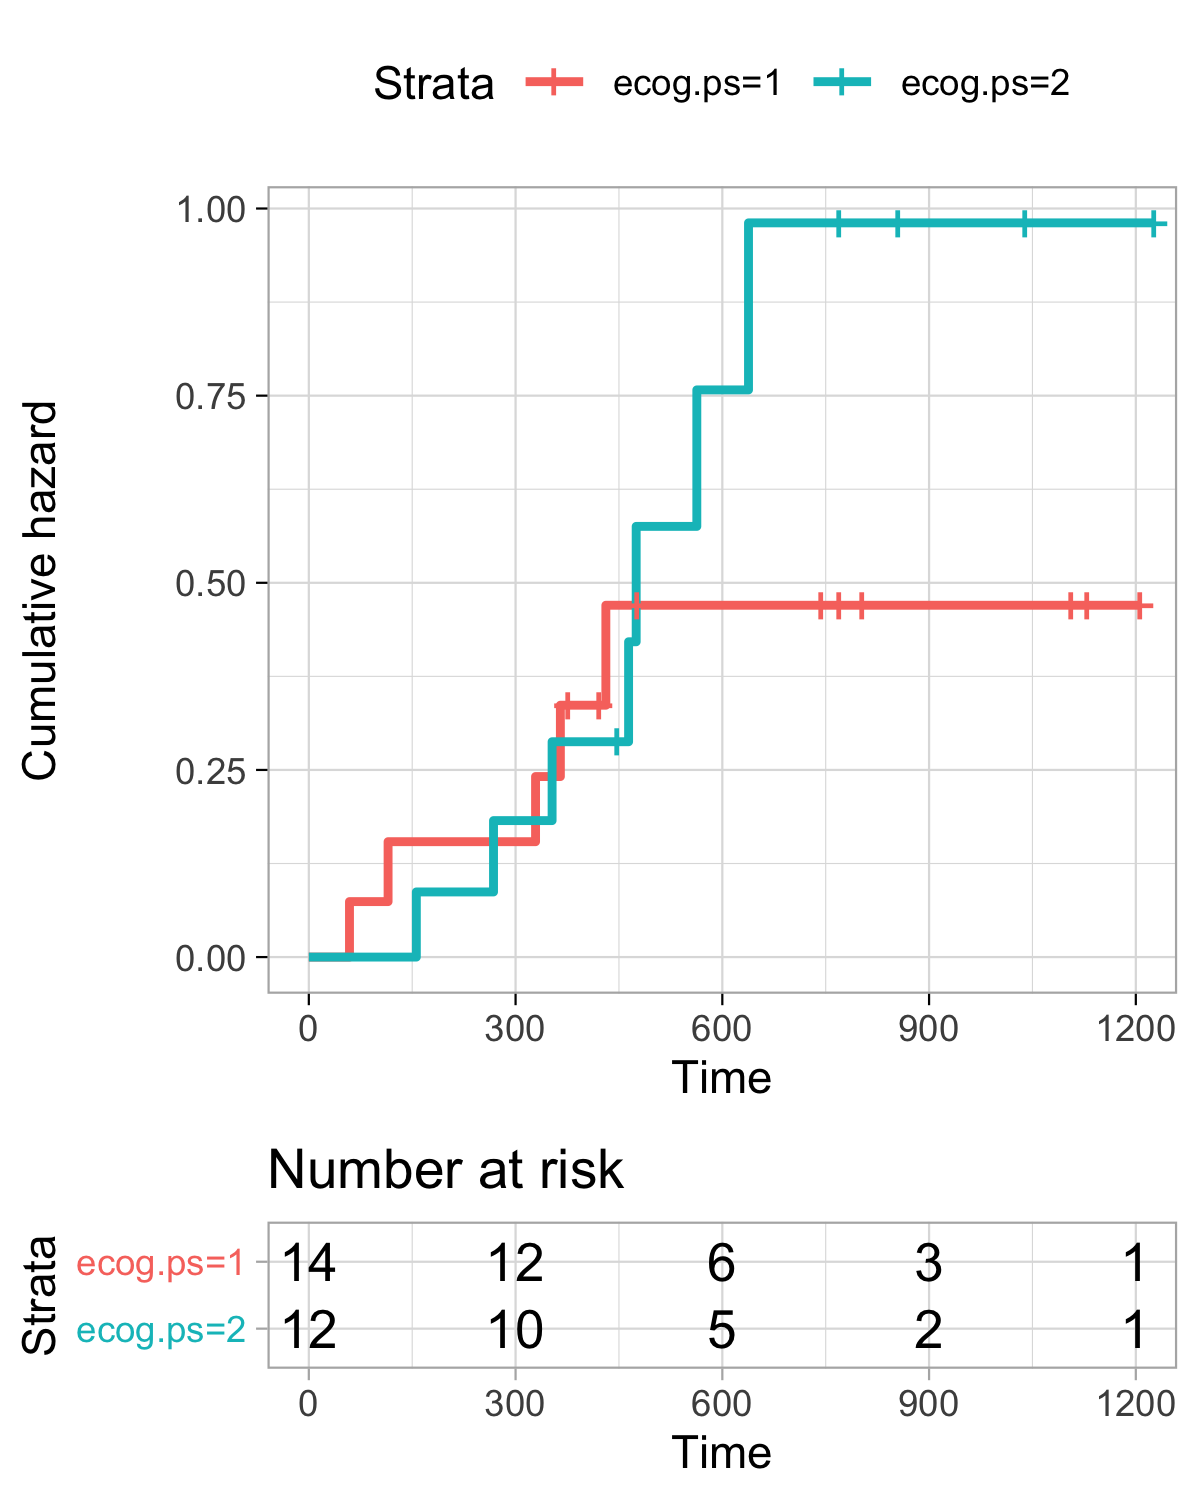 Strata ecog.ps=1 ecog.ps=2
Cumulative hazard
1.00
0.75
0.50
0.25
0.00
0 300 600 900 1200
Time
Number at risk
Strata
ecog.ps=1 14 12 6 3 1
ecog.ps=2 12 10 5 2 1
0 300 600 900 1200
Time